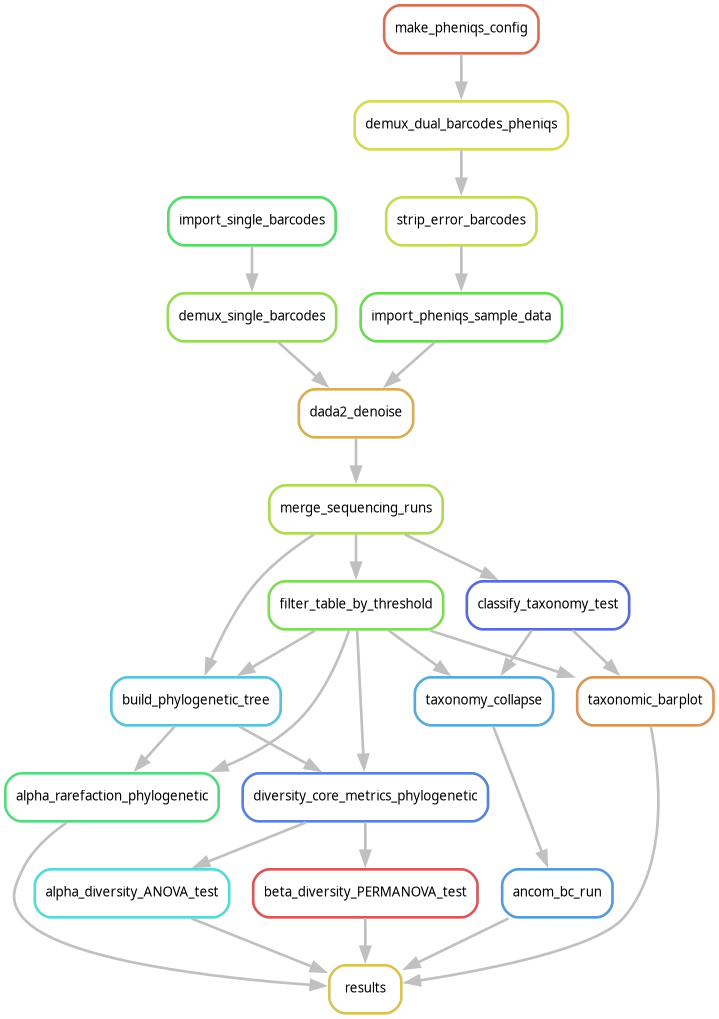 make_pheniqs_config
demux_dual_barcodes_pheniqs
import_single_barcodes
strip_error_barcodes
demux_single_barcodes
import_pheniqs_sample_data
dada2_denoise
merge_sequencing_runs
filter_table_by_threshold
classify_taxonomy_test
build_phylogenetic_tree
taxonomy_collapse
taxonomic_barplot
alpha_rarefaction_phylogenetic
diversity_core_metrics_phylogenetic
alpha_diversity_ANOVA_test
beta_diversity_PERMANOVA_test
ancom_bc_run
results